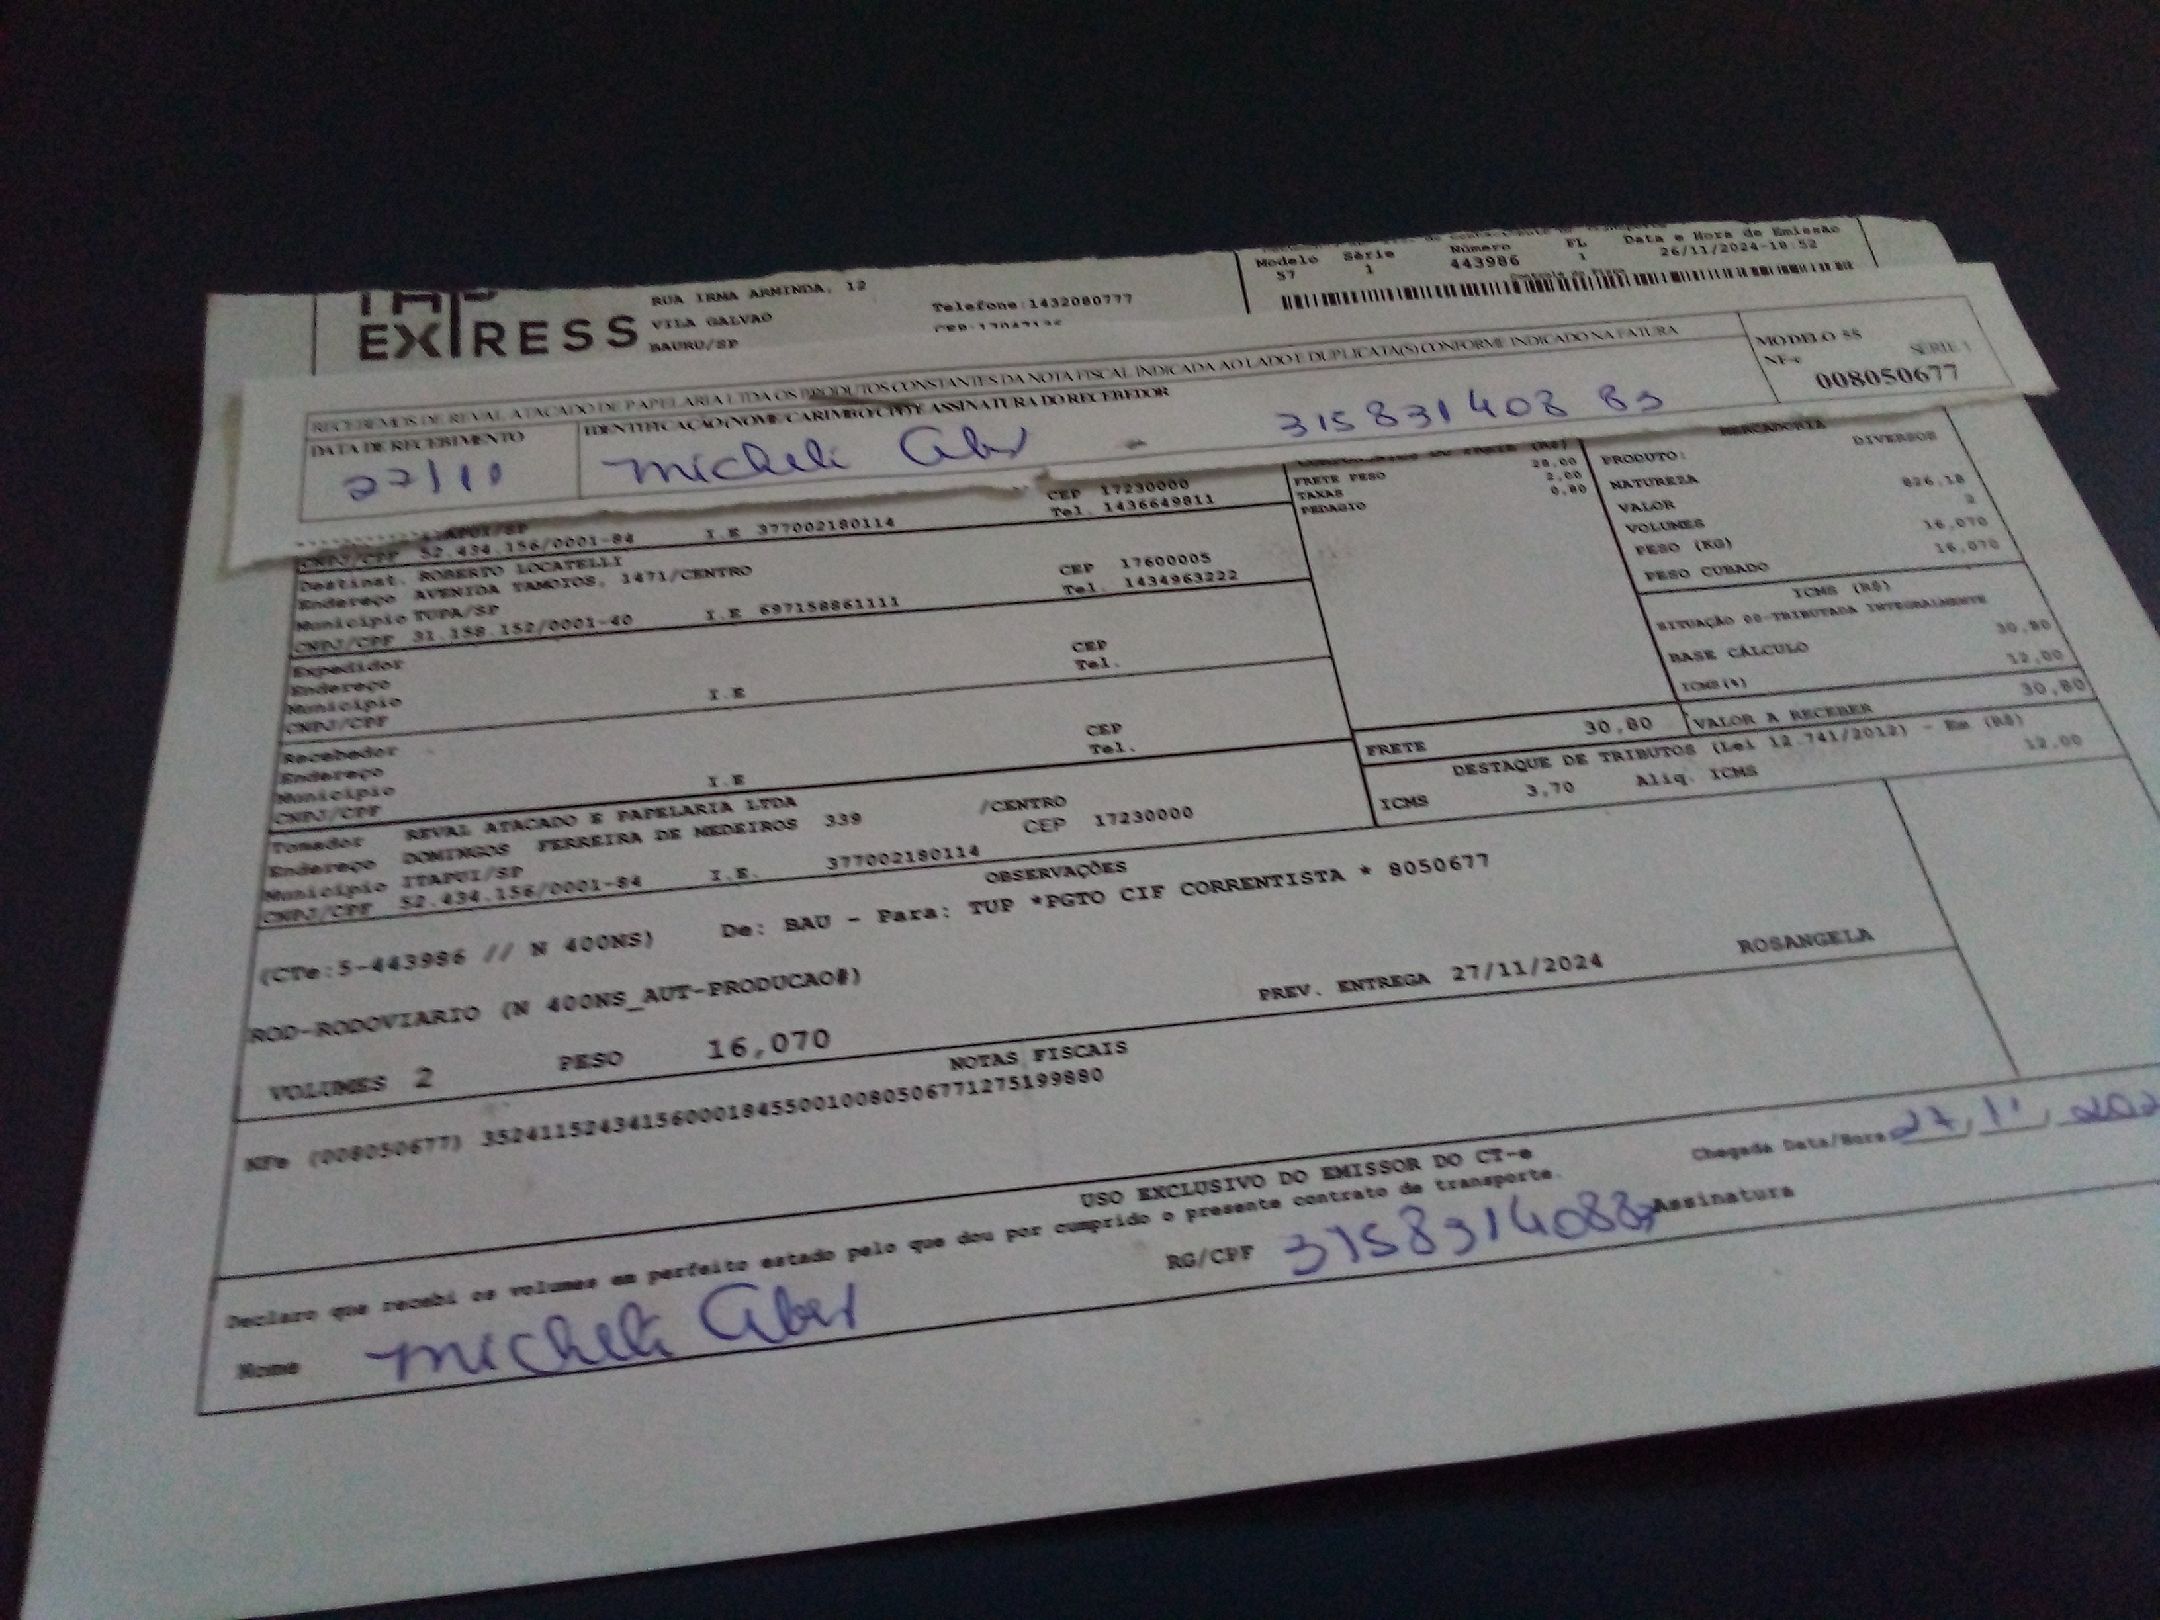 EXPRESS
RUA IRMA ARMINDA, 12
VILA GALVAO
BAURU/SP
Telefone:1432080777
Modelo Série Número FL Data e Hora de Emissão
57 1 443986 1 26/11/2024-18:52
RECEBEMOS DE REVAL ATACADO DE PAPELARIA LTDA OS PRODUTOS CONSTANTES DA NOTA FISCAL INDICADA AO LADO E DUPLICATA(S) CONFORME INDICADO NA FATURA
DATA DE RECEBIMENTO
27/11
IDENTIFICAÇÃO (NOME/CARIMBO/CPF) E ASSINATURA DO RECEBEDOR
315831408 83
MODELO 55
NF-e SÉRIE 1
008050677
CEP 17230000
CNPJ/CPF 52.434.156/0001-84 I.E 377002180114 Tel. 1436649811
Destinat. ROBERTO LOCATELLI
Endereço AVENIDA TAMOIOS, 1471/CENTRO CEP 17600005
Município TUPA/SP Tel. 1434963222
CNPJ/CPF 31.158.152/0001-40 I.E 697158861111
Expedidor
Endereço CEP
Município Tel.
CNPJ/CPF I.E
Recebedor
Endereço CEP
Município Tel.
CNPJ/CPF I.E
Tomador REVAL ATACADO E PAPELARIA LTDA
Endereço DOMINGOS FERREIRA DE MEDEIROS 339 /CENTRO
Município ITAPUI/SP CEP 17230000
CNPJ/CPF 52.434.156/0001-84 I.E. 377002180114
FRETE PESO 28,00
TAXAS 2,00
PEDAGIO 0,80
MERCADORIA
PRODUTO: DIVERSOS
NATUREZA
VALOR 826,18
VOLUMES 2
PESO (KG) 16,070
PESO CUBADO 16,070
ICMS (R$)
SITUAÇÃO 00-TRIBUTADA INTEGRALMENTE
BASE CÁLCULO 30,80
ICMS(%) 12,00
FRETE 30,80 VALOR A RECEBER 30,80
DESTAQUE DE TRIBUTOS (Lei 12.741/2012) - Em (R$)
ICMS 3,70 Aliq. ICMS 12,00
OBSERVAÇÕES
(CTe:5-443986 // N 400NS) De: BAU - Para: TUP *PGTO CIF CORRENTISTA * 8050677
ROD-RODOVIARIO (N 400NS_AUT-PRODUCAO#)
PREV. ENTREGA 27/11/2024 ROSANGELA
VOLUMES 2 PESO 16,070
NOTAS FISCAIS
NFe (008050677) 35241152434156000184550010080506771275199880
USO EXCLUSIVO DO EMISSOR DO CT-e
Declaro que recebi os volumes em perfeito estado pelo que dou por cumprido o presente contrato de transporte.
Chegada Data/Hora 27/11/202
Nome RG/CPF 31583140883 Assinatura